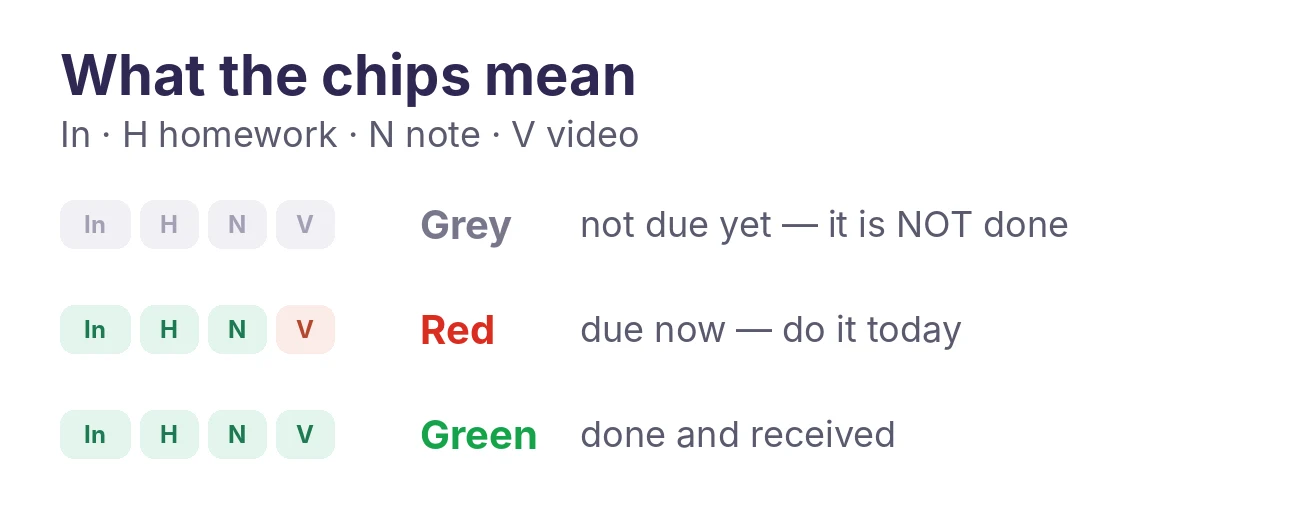 What the chips mean
In · H homework · N note · V video
In H N V Grey not due yet — it is NOT done
In H N V Red due now — do it today
In H N V Green done and received